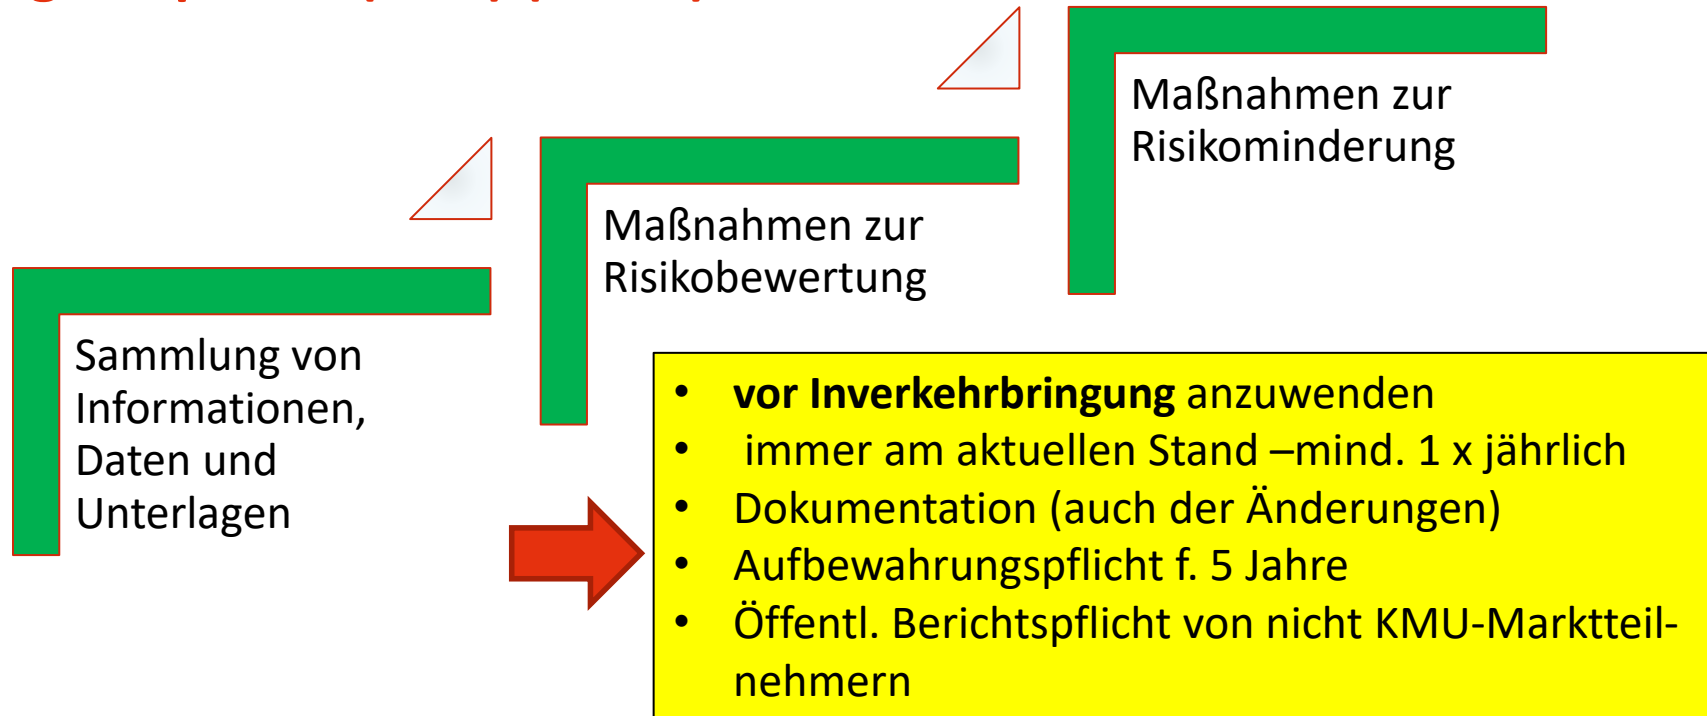 Sammlung von
Informationen,
Daten und
Unterlagen
Maßnahmen zur
Risikobewertung
Maßnahmen zur
Risikominderung
• vor Inverkehrbringung anzuwenden
• immer am aktuellen Stand –mind. 1 x jährlich
• Dokumentation (auch der Änderungen)
• Aufbewahrungspflicht f. 5 Jahre
• Öffentl. Berichtspflicht von nicht KMU-Marktteil-
nehmern